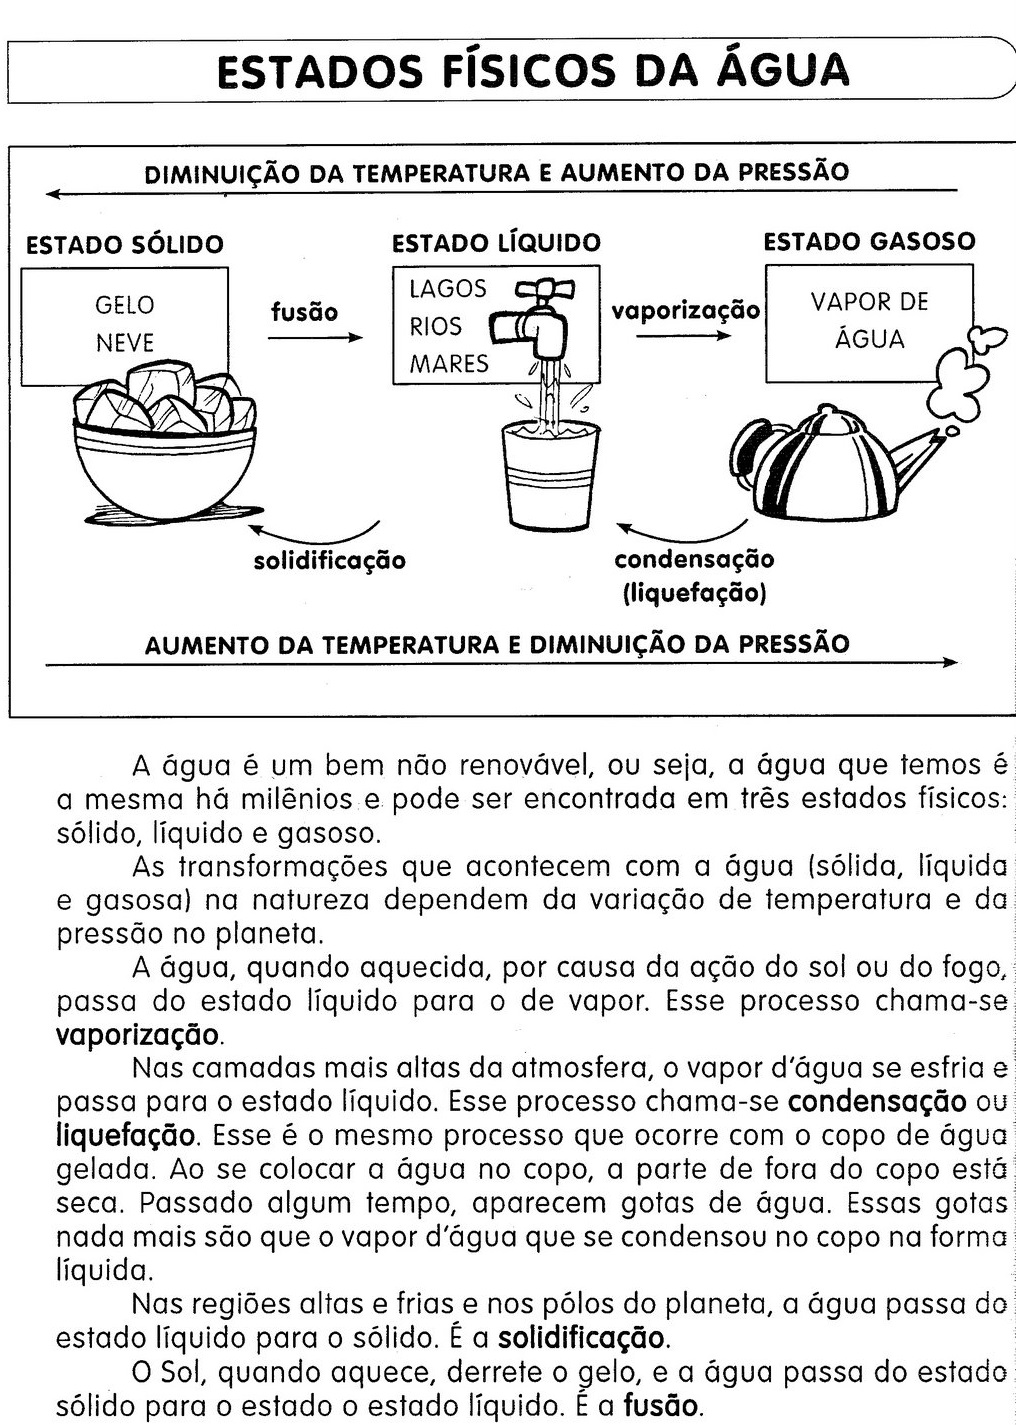 ESTADOS FÍSICOS DA ÁGUA
DIMINUIÇÃO DA TEMPERATURA E AUMENTO DA PRESSÃO
ESTADO SÓLIDO
GELO
NEVE
fusão
ESTADO LÍQUIDO
LAGOS
RIOS
MARES
vaporização
ESTADO GASOSO
VAPOR DE
ÁGUA
solidificação
condensação
(liquefação)
AUMENTO DA TEMPERATURA E DIMINUIÇÃO DA PRESSÃO
A água é um bem não renovável, ou seja, a água que temos é
a mesma há milênios e pode ser encontrada em três estados físicos:
sólido, líquido e gasoso.
As transformações que acontecem com a água (sólida, líquida
e gasosa) na natureza dependem da variação de temperatura e da
pressão no planeta.
A água, quando aquecida, por causa da ação do sol ou do fogo,
passa do estado líquido para o de vapor. Esse processo chama-se
vaporização.
Nas camadas mais altas da atmosfera, o vapor d'água se esfria e
passa para o estado líquido. Esse processo chama-se condensação ou
liquefação. Esse é o mesmo processo que ocorre com o copo de água
gelada. Ao se colocar a água no copo, a parte de fora do copo está
seca. Passado algum tempo, aparecem gotas de água. Essas gotas
nada mais são que o vapor d'água que se condensou no copo na forma
líquida.
Nas regiões altas e frias e nos pólos do planeta, a água passa do
estado líquido para o sólido. É a solidificação.
O Sol, quando aquece, derrete o gelo, e a água passa do estado
sólido para o estado o estado líquido. É a fusão.